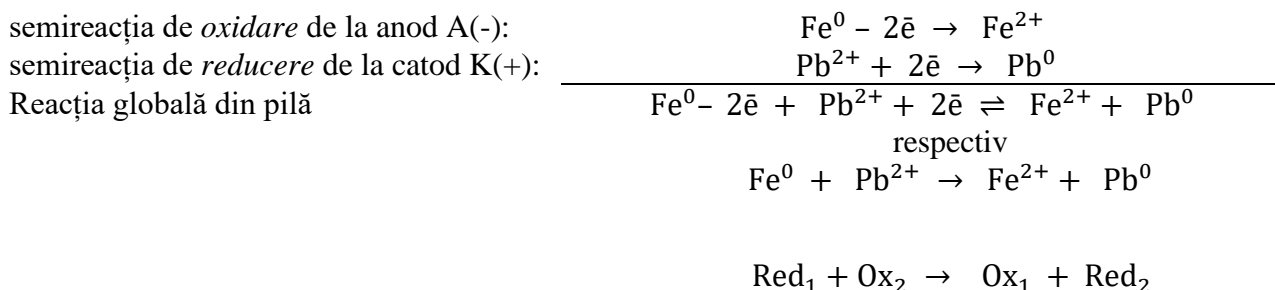 semireacția de oxidare de la anod A(-): Fe⁰ – 2ē → Fe²⁺
semireacția de reducere de la catod K(+): Pb²⁺ + 2ē → Pb⁰
Reacția globală din pilă Fe⁰– 2ē + Pb²⁺ + 2ē ⇌ Fe²⁺ + Pb⁰
respectiv
Fe⁰ + Pb²⁺ → Fe²⁺ + Pb⁰
Red₁ + Ox₂ → Ox₁ + Red₂